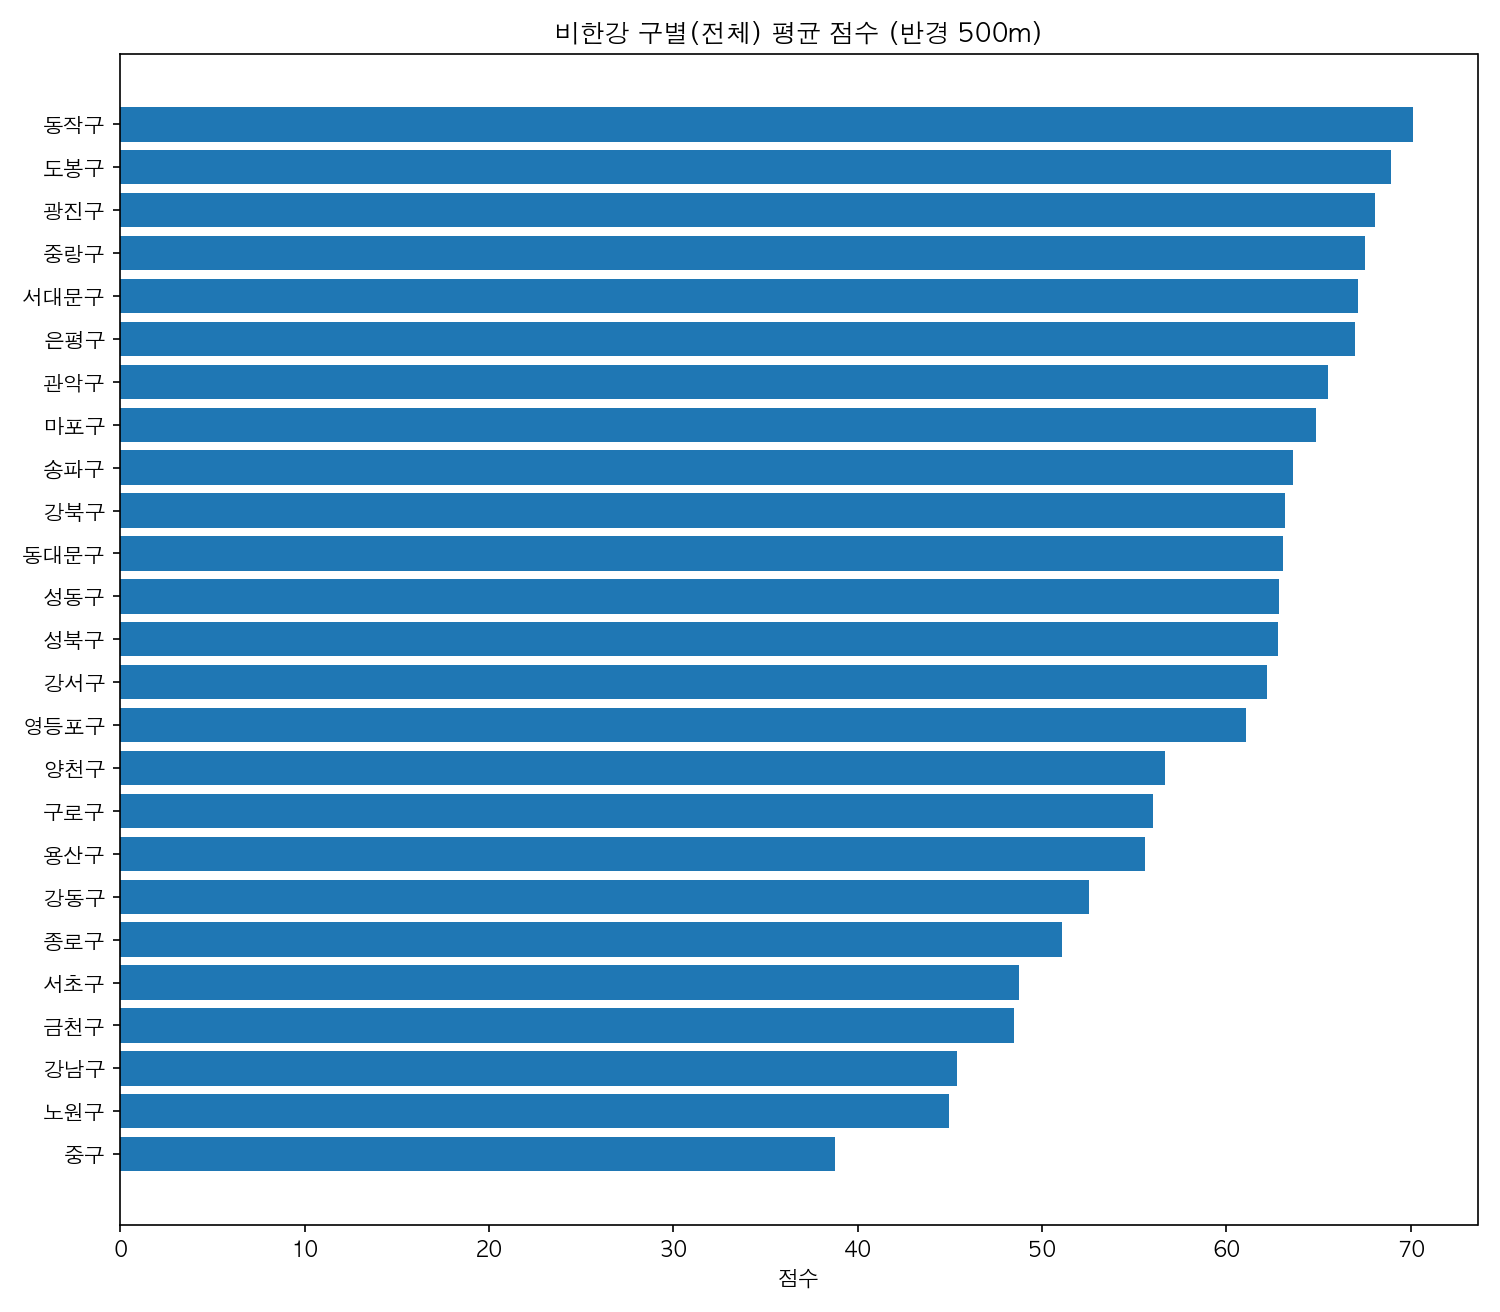 비한강 구별(전체) 평균 점수 (반경 500m)
동작구
도봉구
광진구
중랑구
서대문구
은평구
관악구
마포구
송파구
강북구
동대문구
성동구
성북구
강서구
영등포구
양천구
구로구
용산구
강동구
종로구
서초구
금천구
강남구
노원구
중구
0 10 20 30 40 50 60 70
점수